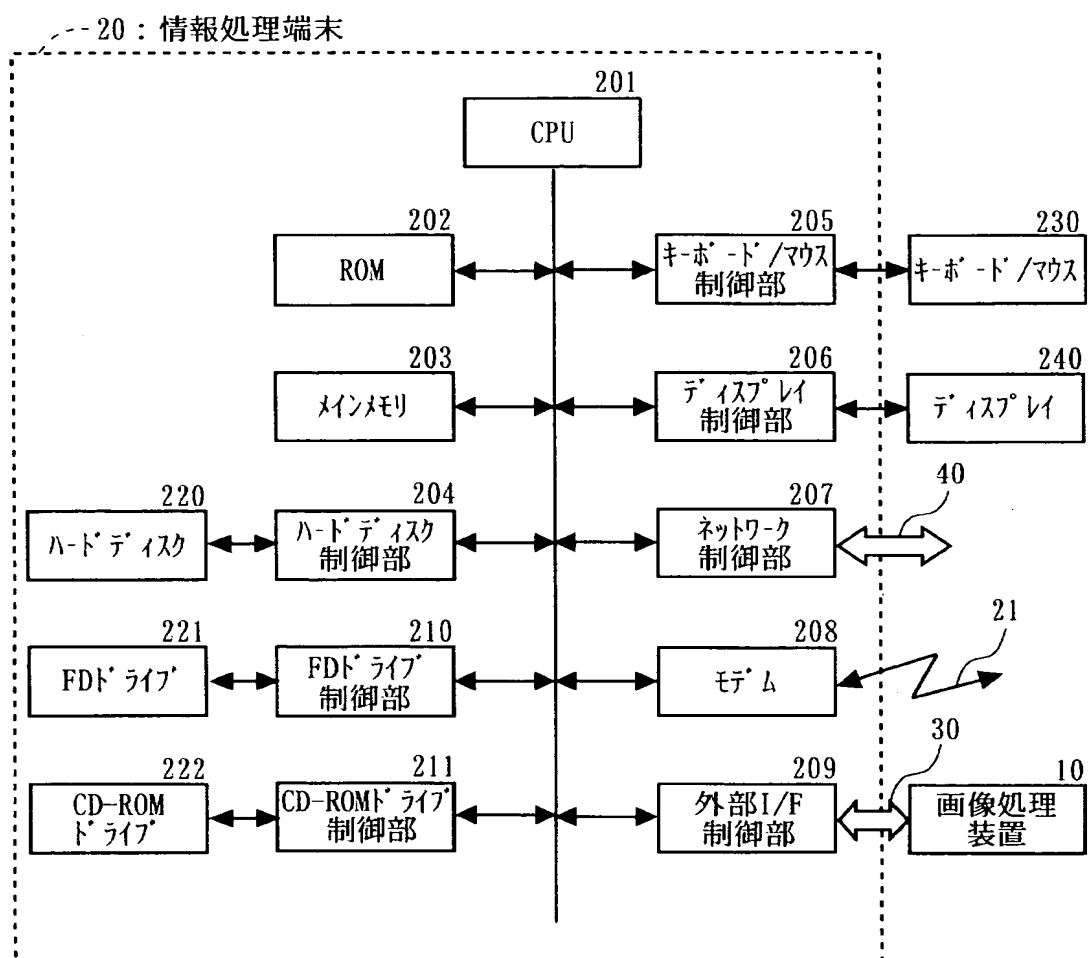 20：情報処理端末
201
CPU
202
ROM
205
キーボード/マウス
制御部
230
キーボード/マウス
203
メインメモリ
206
ディスプレイ
制御部
240
ディスプレイ
220
ハードディスク
204
ハードディスク
制御部
207
ネットワーク
制御部
40
221
FDドライブ
210
FDドライブ
制御部
208
モデム
21
222
CD-ROM
ドライブ
211
CD-ROMドライブ
制御部
209
外部I/F
制御部
30
10
画像処理
装置